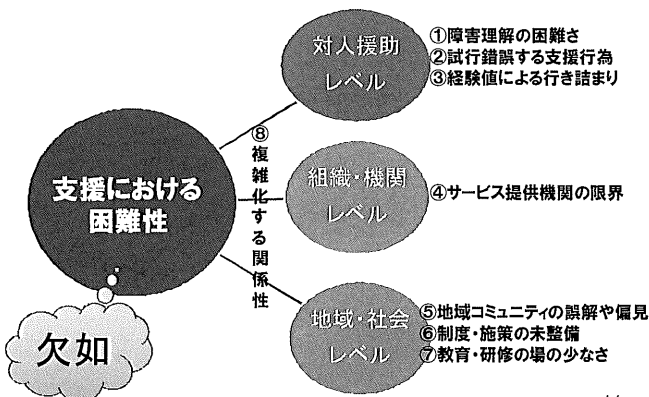 対人援助
レベル
①障害理解の困難さ
②試行錯誤する支援行為
③経験値による行き詰まり
支援における
困難性
⑧複雑化する関係性
組織・機関
レベル
④サービス提供機関の限界
欠如
地域・社会
レベル
⑤地域コミュニティの誤解や偏見
⑥制度・施策の未整備
⑦教育・研修の場の少なさ